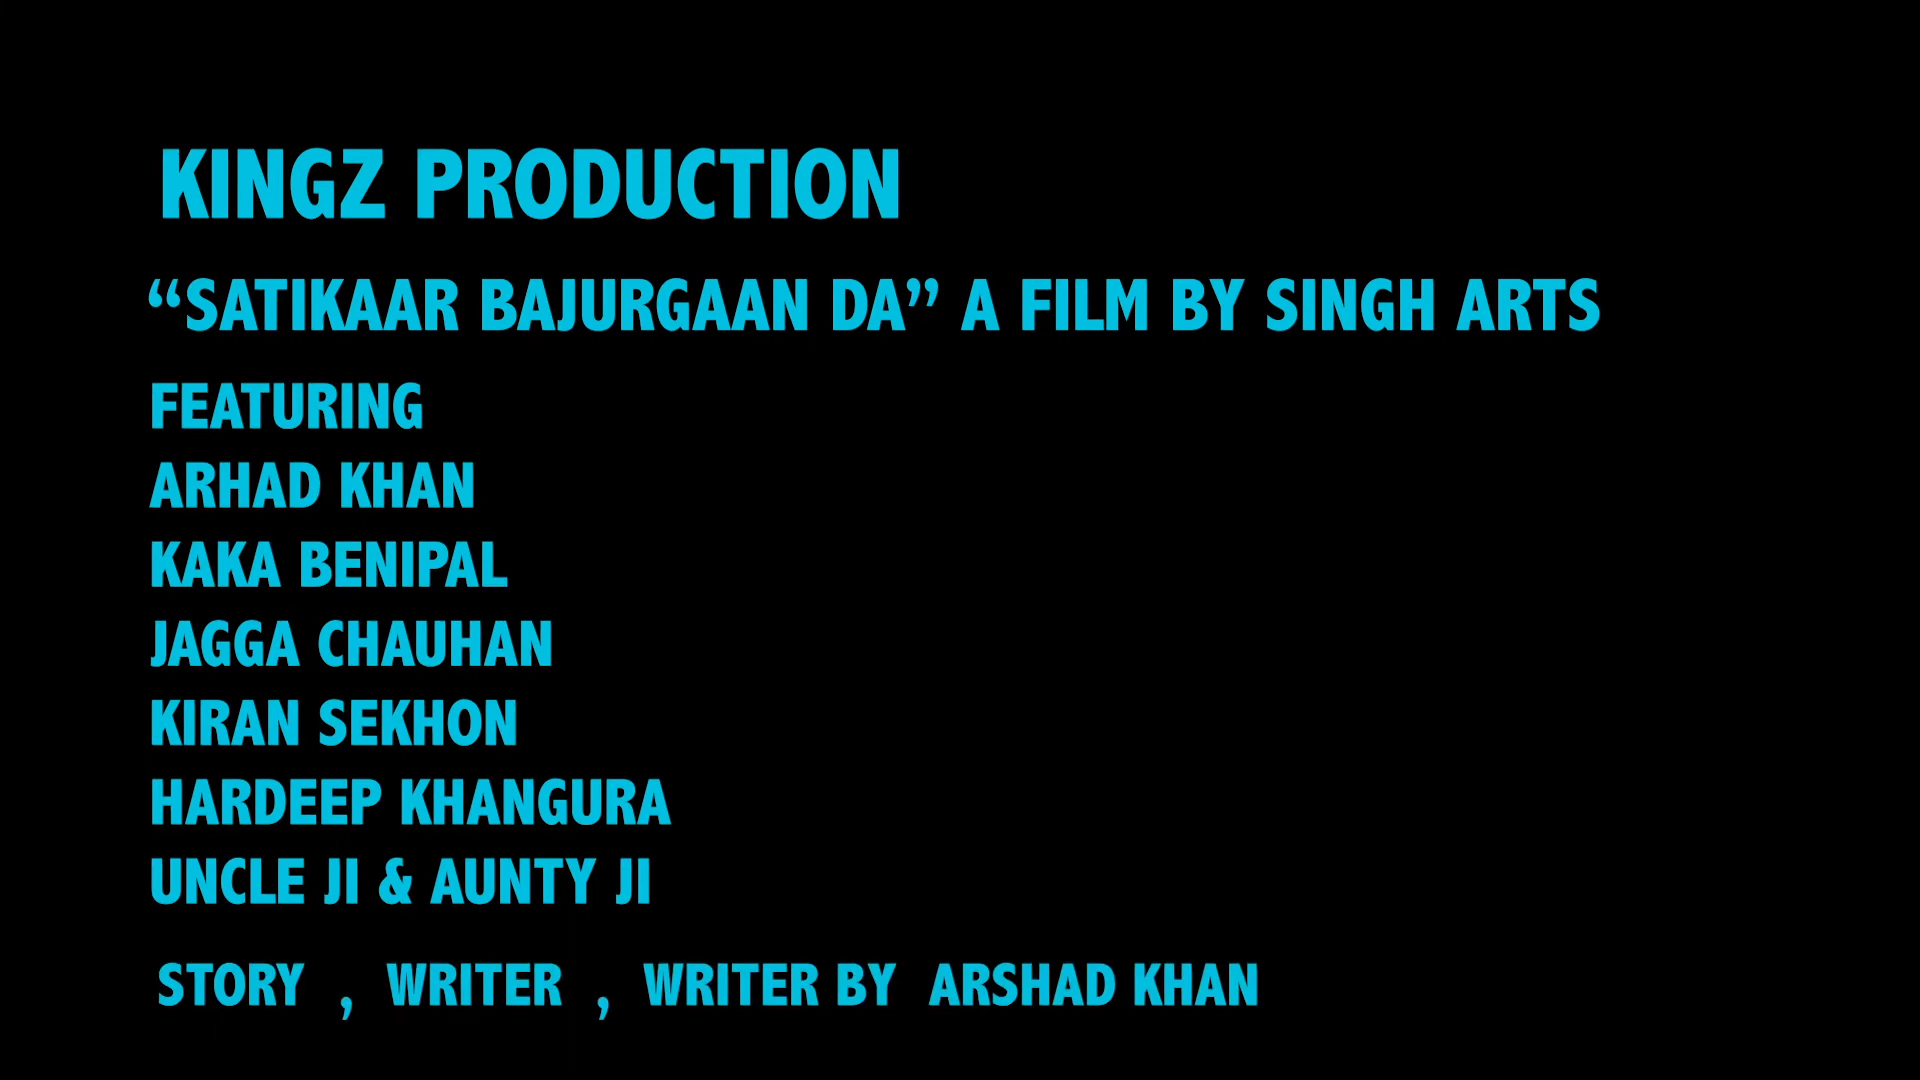 KINGZ PRODUCTION
“SATIKAAR BAJURGAAN DA” A FILM BY SINGH ARTS
FEATURING
ARHAD KHAN
KAKA BENIPAL
JAGGA CHAUHAN
KIRAN SEKHON
HARDEEP KHANGURA
UNCLE JI & AUNTY JI
STORY , WRITER , WRITER BY ARSHAD KHAN